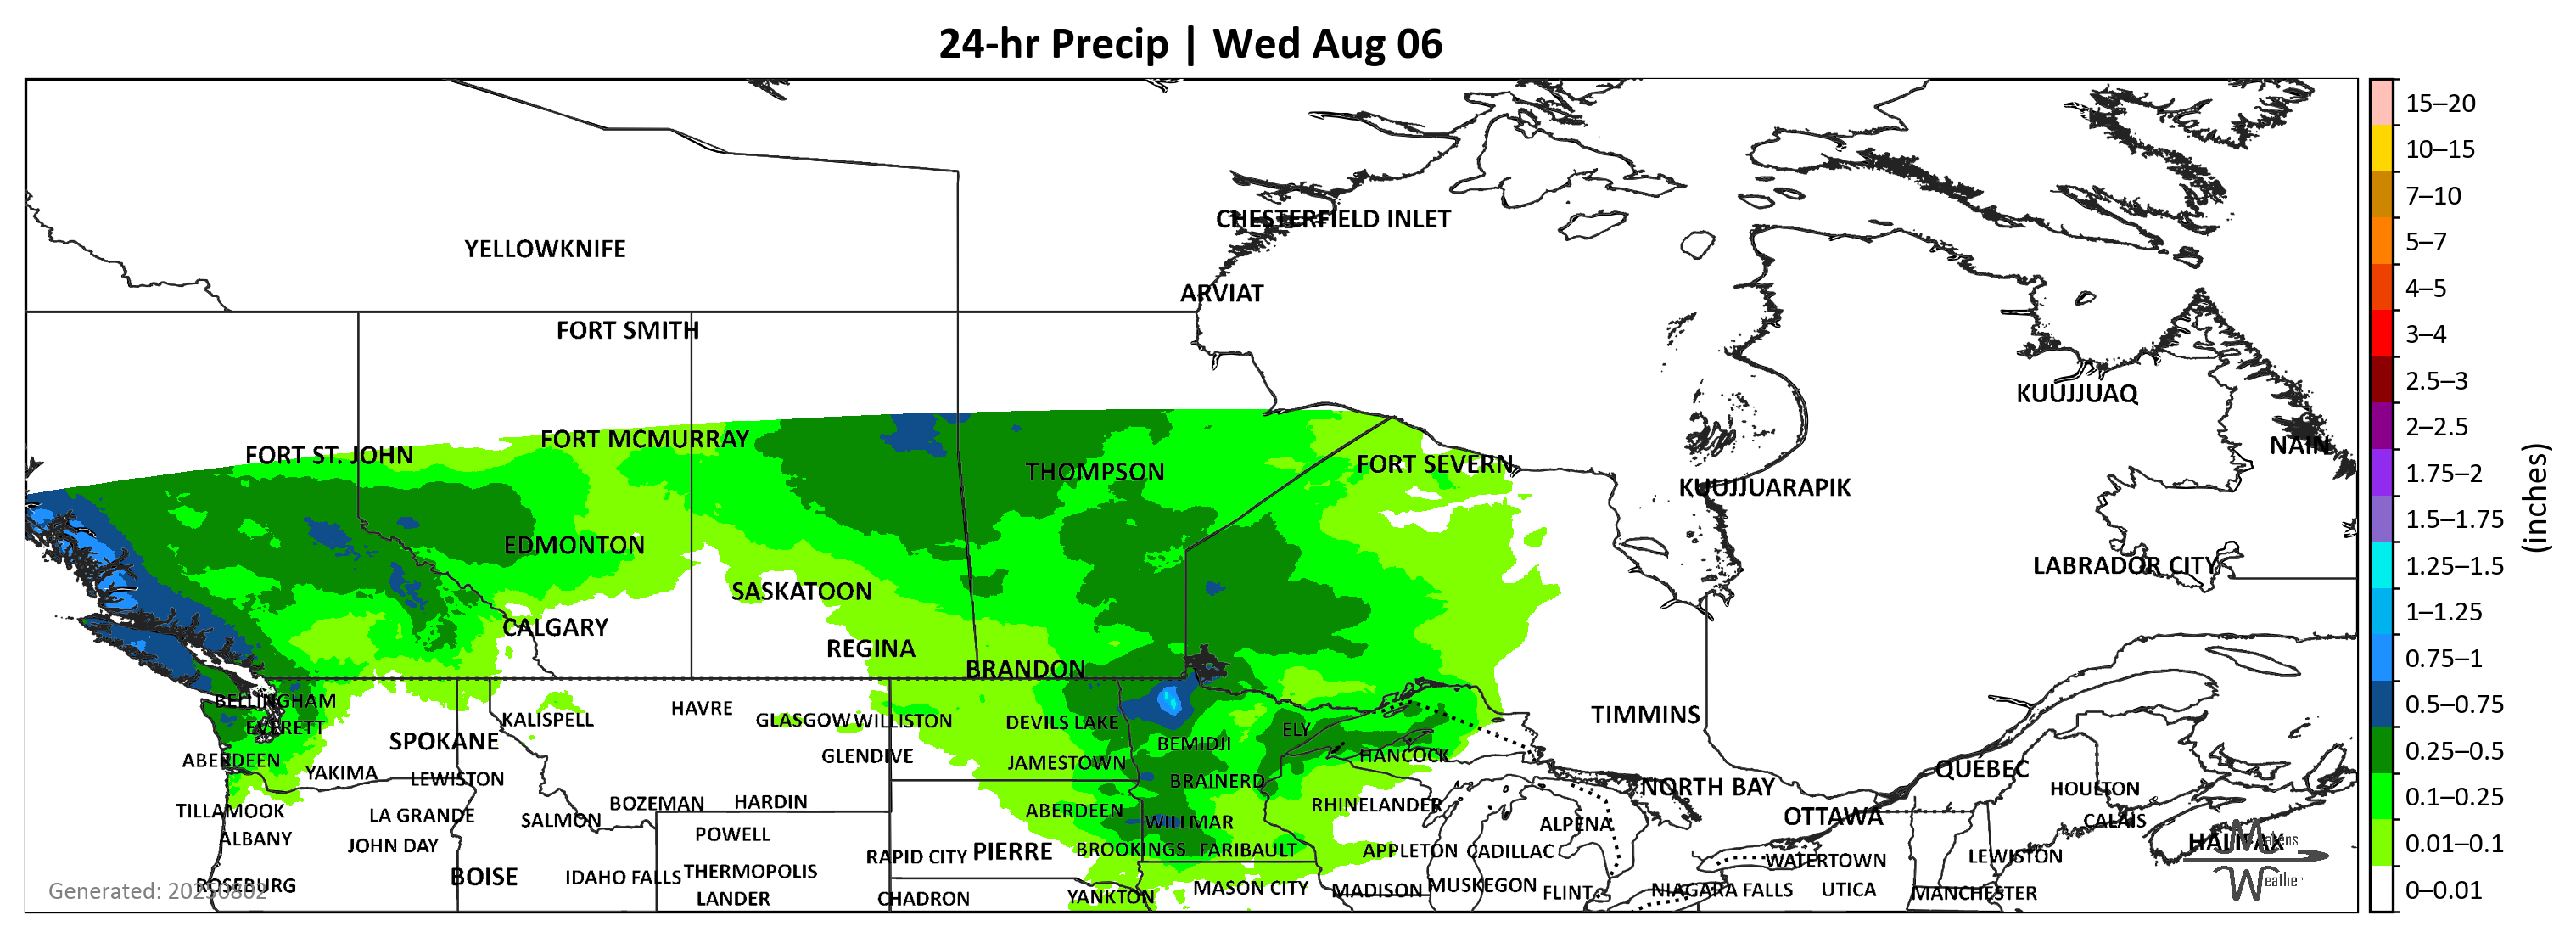 24-hr Precip | Wed Aug 06
15–20
10–15
7–10
5–7
4–5
3–4
2.5–3
2–2.5
1.75–2
1.5–1.75
1.25–1.5
1–1.25
0.75–1
0.5–0.75
0.25–0.5
0.1–0.25
0.01–0.1
0–0.01
(inches)
CHESTERFIELD INLET
YELLOWKNIFE
ARVIAT
FORT SMITH
KUUJJUAQ
FORT MCMURRAY
NAIN
FORT ST. JOHN
FORT SEVERN
THOMPSON
KUUJJUARAPIK
EDMONTON
LABRADOR CITY
SASKATOON
CALGARY
REGINA
BRANDON
BELLINGHAM
HAVRE
TIMMINS
KALISPELL
GLASGOW
WILLISTON
DEVILS LAKE
EVERETT
ELY
SPOKANE
BEMIDJI
HANCOCK
ABERDEEN
GLENDIVE
JAMESTOWN
QUÉBEC
YAKIMA
LEWISTON
BRAINERD
NORTH BAY
HOULTON
BOZEMAN
HARDIN
RHINELANDER
TILLAMOOK
LA GRANDE
SALMON
ABERDEEN
WILLMAR
ALPENA
OTTAWA
CALAIS
ALBANY
JOHN DAY
POWELL
HALIFAX
RAPID CITY
PIERRE
BROOKINGS
FARIBAULT
APPLETON
CADILLAC
WATERTOWN
LEWISTON
BOISE
IDAHO FALLS
THERMOPOLIS
ROSEBURG
MASON CITY
MADISON
MUSKEGON
FLINT
NIAGARA FALLS
UTICA
MANCHESTER
LANDER
CHADRON
YANKTON
Generated: 20250802
Weather